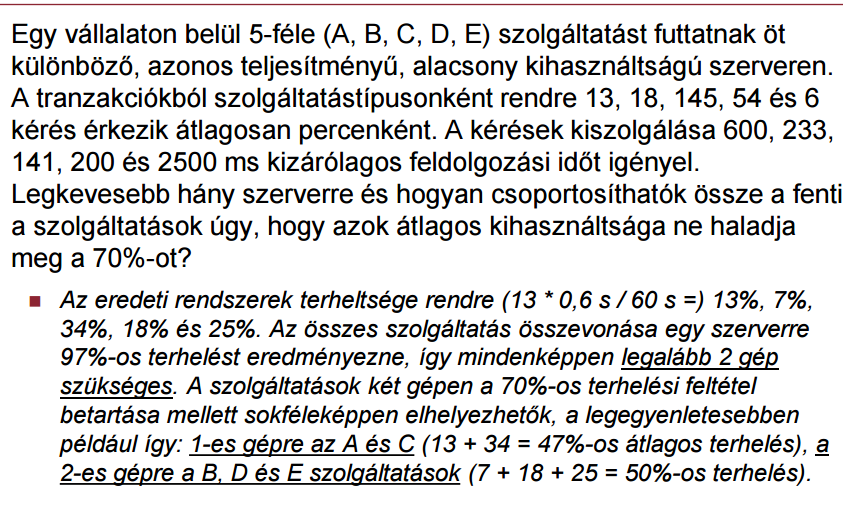 Egy vállalaton belül 5-féle (A, B, C, D, E) szolgáltatást futtatnak öt
különböző, azonos teljesítményű, alacsony kihasználtságú szerveren.
A tranzakciókból szolgáltatástípusonként rendre 13, 18, 145, 54 és 6
kérés érkezik átlagosan percenként. A kérések kiszolgálása 600, 233,
141, 200 és 2500 ms kizárólagos feldolgozási időt igényel.
Legkevesebb hány szerverre és hogyan csoportosíthatók össze a fenti
a szolgáltatások úgy, hogy azok átlagos kihasználtsága ne haladja
meg a 70%-ot?
Az eredeti rendszerek terheltsége rendre (13 * 0,6 s / 60 s =) 13%, 7%,
34%, 18% és 25%. Az összes szolgáltatás összevonása egy szerverre
97%-os terhelést eredményezne, így mindenképpen legalább 2 gép
szükséges. A szolgáltatások két gépen a 70%-os terhelési feltétel
betartása mellett sokféleképpen elhelyezhetők, a legegyenletesebben
például így: 1-es gépre az A és C (13 + 34 = 47%-os átlagos terhelés), a
2-es gépre a B, D és E szolgáltatások (7 + 18 + 25 = 50%-os terhelés).